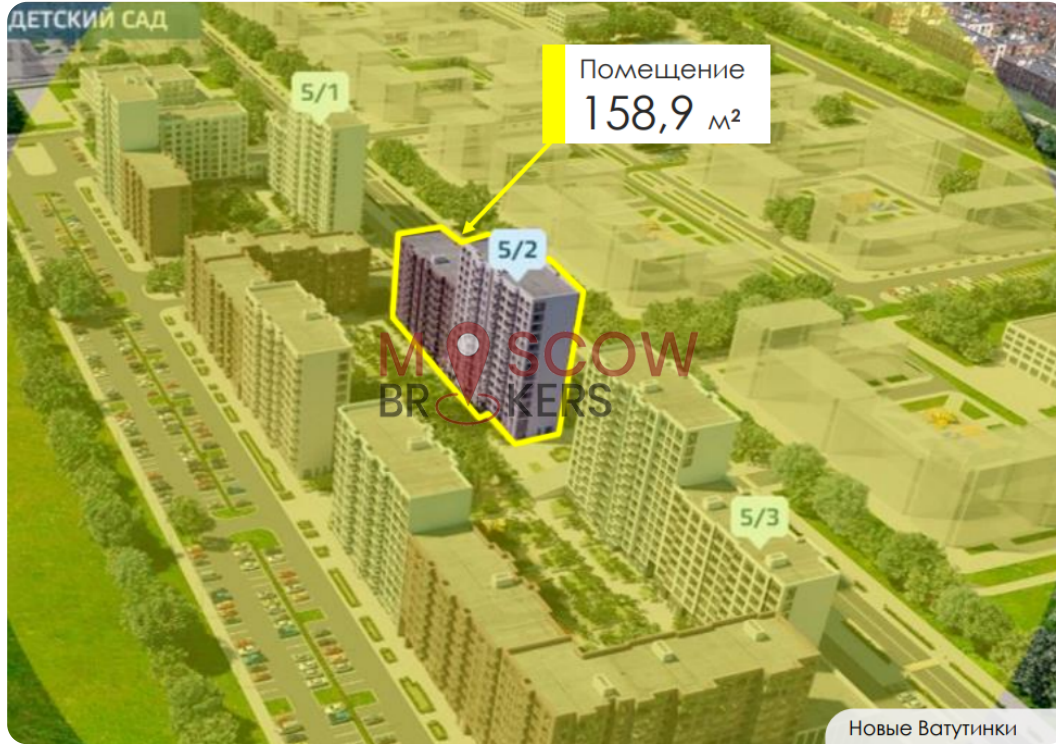 ДЕТСКИЙ САД
5/1
Помещение
158,9 м²
5/2
MOSCOW
BROKERS
5/3
Новые Ватутинки